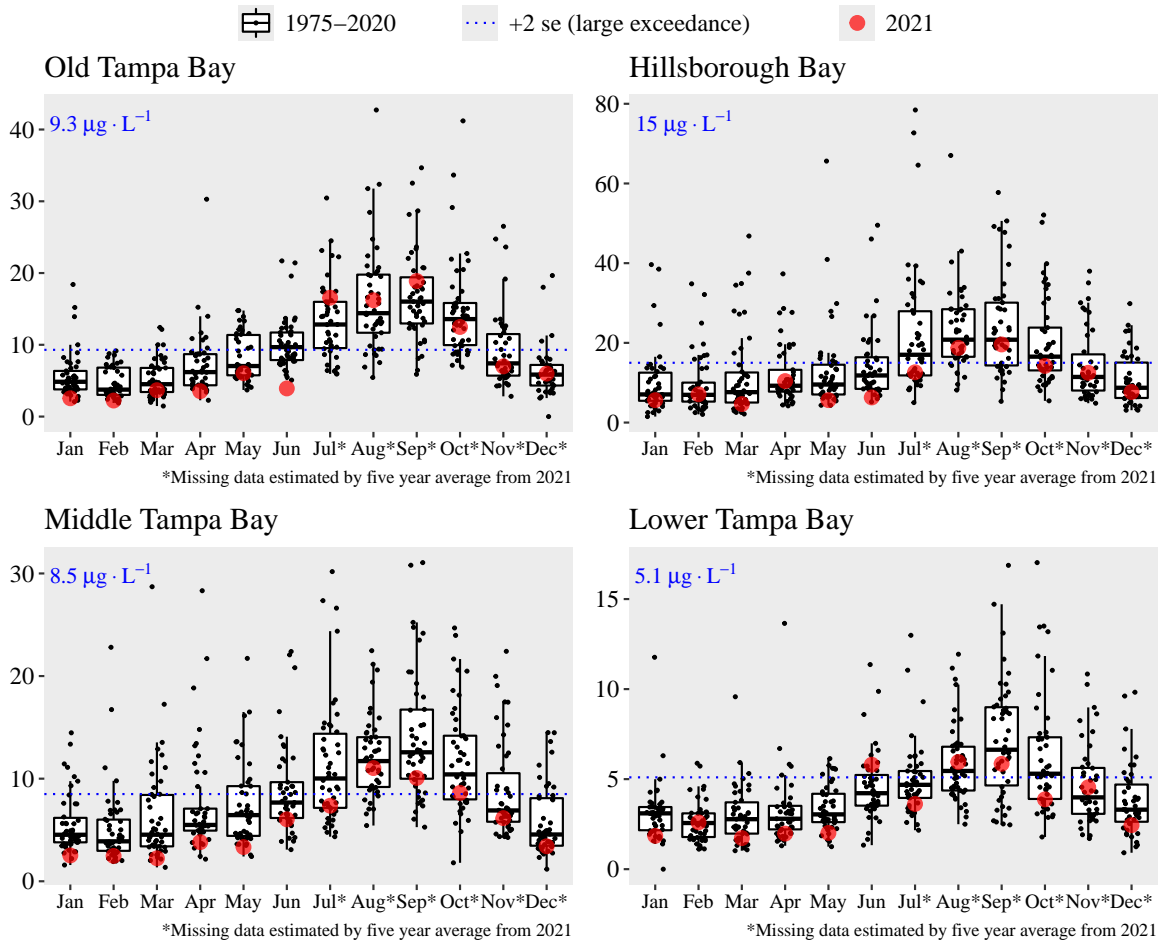 1975–2020 +2 se (large exceedance) 2021
Old Tampa Bay
9.3 μg · L⁻¹
40
30
20
10
0
Jan Feb Mar Apr May Jun Jul* Aug* Sep* Oct* Nov* Dec*
*Missing data estimated by five year average from 2021
Hillsborough Bay
15 μg · L⁻¹
80
60
40
20
0
Jan Feb Mar Apr May Jun Jul* Aug* Sep* Oct* Nov* Dec*
*Missing data estimated by five year average from 2021
Middle Tampa Bay
8.5 μg · L⁻¹
30
20
10
0
Jan Feb Mar Apr May Jun Jul* Aug* Sep* Oct* Nov* Dec*
*Missing data estimated by five year average from 2021
Lower Tampa Bay
5.1 μg · L⁻¹
15
10
5
0
Jan Feb Mar Apr May Jun Jul* Aug* Sep* Oct* Nov* Dec*
*Missing data estimated by five year average from 2021